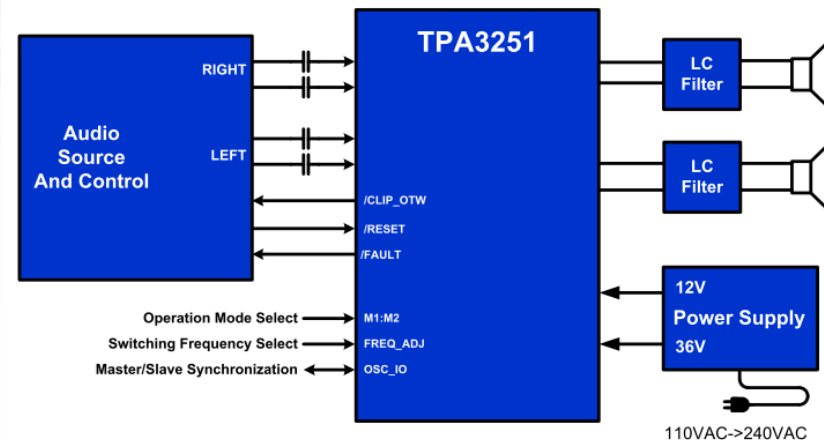 TPA3251
RIGHT
LEFT
Audio
Source
And Control
/CLIP_OTW
/RESET
/FAULT
Operation Mode Select
M1:M2
Switching Frequency Select
FREQ_ADJ
Master/Slave Synchronization
OSC_IO
LC
Filter
LC
Filter
12V
Power Supply
36V
110VAC->240VAC